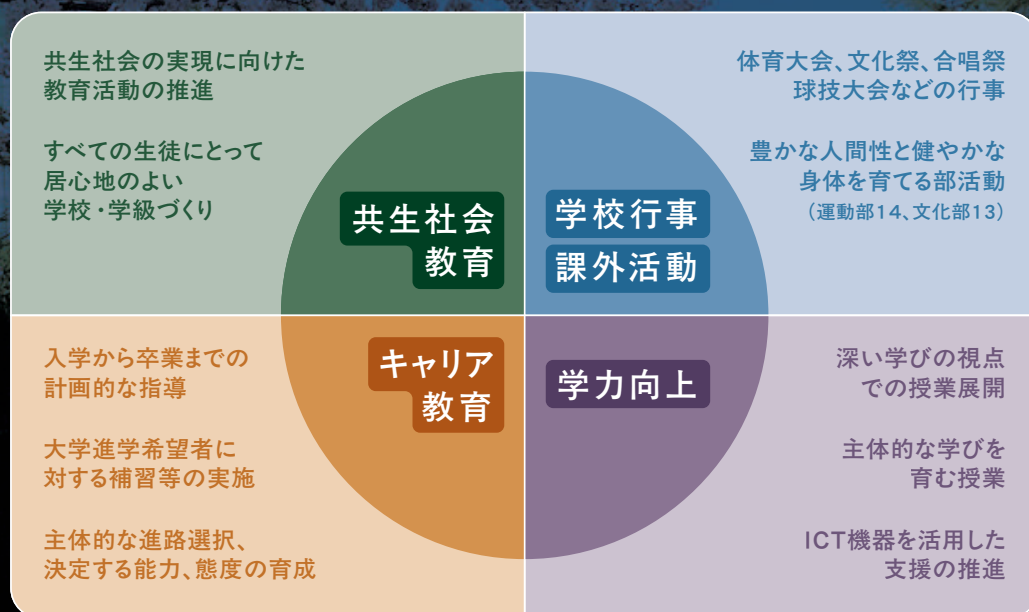 共生社会の実現に向けた
教育活動の推進
すべての生徒にとって
居心地のよい
学校・学級づくり
共生社会
教育
体育大会、文化祭、合唱祭
球技大会などの行事
豊かな人間性と健やかな
身体を育てる部活動
（運動部14、文化部13）
学校行事
課外活動
入学から卒業までの
計画的な指導
大学進学希望者に
対する補習等の実施
主体的な進路選択、
決定する能力、態度の育成
キャリア
教育
学力向上
深い学びの視点
での授業展開
主体的な学びを
育む授業
ICT機器を活用した
支援の推進